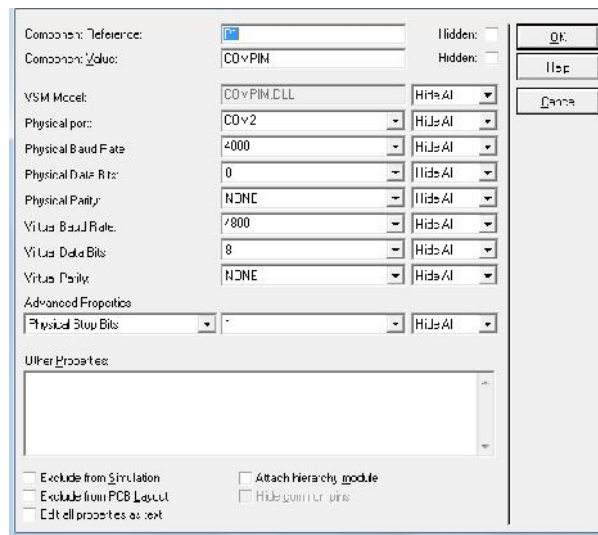 Component Reference: Hidden:
Component Value: COMPIM Hidden:
VSM Model: COMPIM.DLL Hide All
Physical port: COM2 Hide All
Physical Baud Rate: Hide All
Physical Data Bits: Hide All
Physical Parity: NONE Hide All
Virtual Baud Rate: 4800 Hide All
Virtual Data Bits: 8 Hide All
Virtual Parity: NONE Hide All
Advanced Properties:
Physical Stop Bits Hide All
Other Properties:
Exclude from Simulation Attach hierarchy module
Exclude from PCB Layout Hide common pins
Edit all properties as text
OK
Help
Cancel